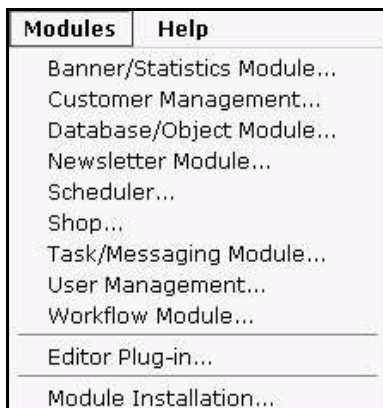 Modules Help
Banner/Statistics Module...
Customer Management...
Database/Object Module...
Newsletter Module...
Scheduler...
Shop...
Task/Messaging Module...
User Management...
Workflow Module...
Editor Plug-in...
Module Installation...